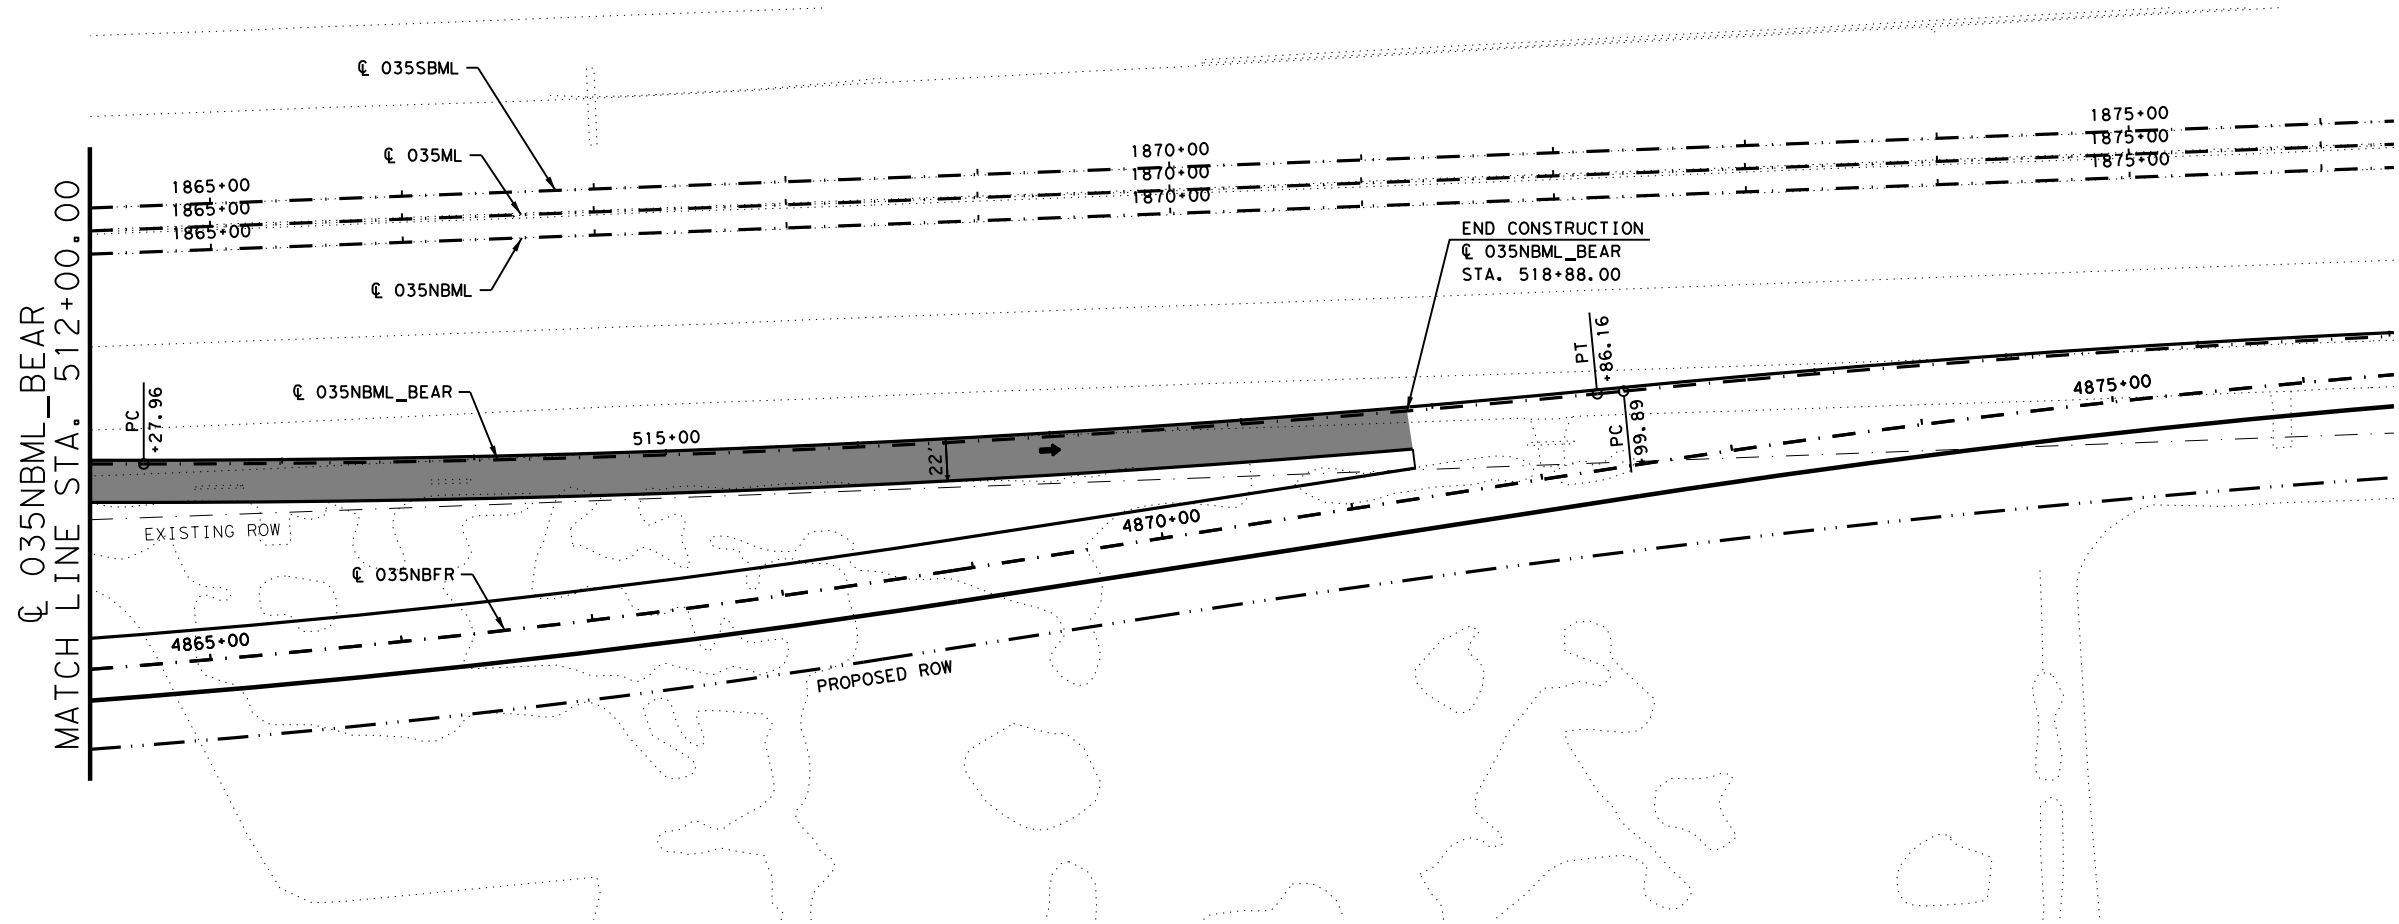 ℄ 035SBML
℄ 035ML
℄ 035NBML
1865+00
1865+00
1865+00
1870+00
1870+00
1870+00
1875+00
1875+00
1875+00
END CONSTRUCTION
℄ 035NBML_BEAR
STA. 518+88.00
℄ 035NBML_BEAR
MATCH LINE STA. 512+00.00
PC
+27.96
℄ 035NBML_BEAR
515+00
22'
PT
+86.16
PC
+99.89
4875+00
EXISTING ROW
4870+00
℄ 035NBFR
4865+00
PROPOSED ROW